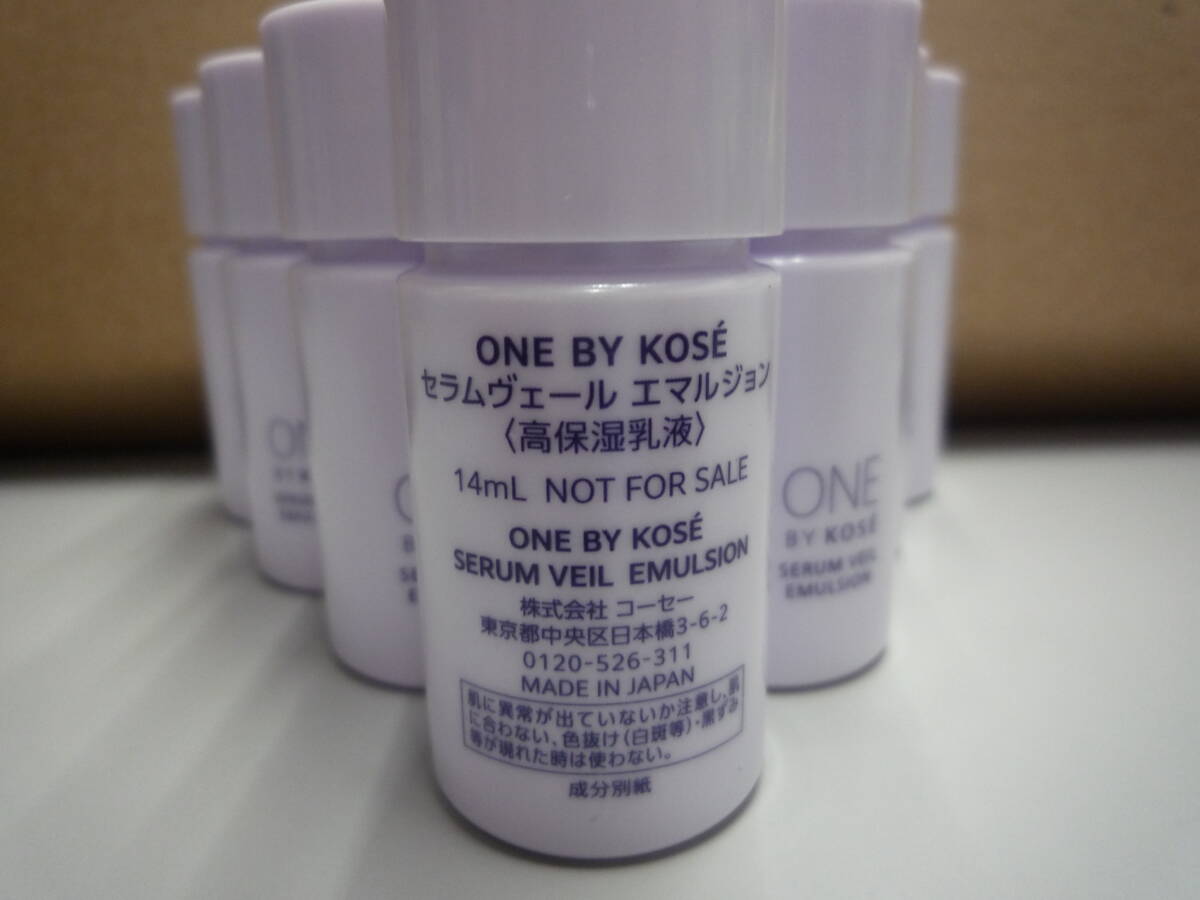 ONE BY KOSÉ
セラムヴェール エマルジョン
〈高保湿乳液〉
14mL NOT FOR SALE
ONE BY KOSÉ
SERUM VEIL EMULSION
株式会社 コーセー
東京都中央区日本橋3-6-2
0120-526-311
MADE IN JAPAN
肌に異常が出ていないか注意し、肌
に合わない、色抜け(白斑等)・黒ずみ
等が現れた時は使わない。
成分別紙
ONE
BY KOSÉ
SERUM VEIL
EMULSION